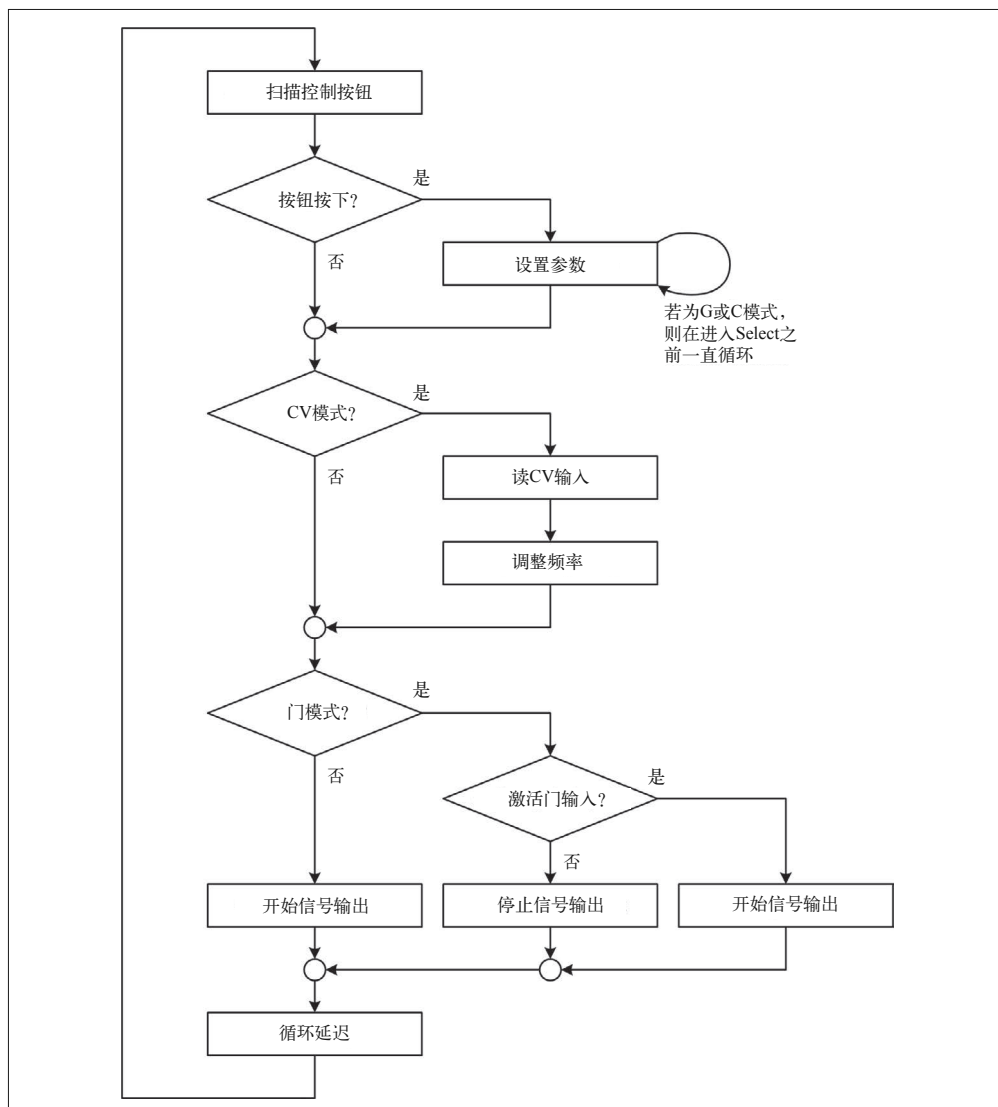 扫描控制按钮
按钮按下?
是
否
设置参数
若为G或C模式，
则在进入Select之
前一直循环
CV模式?
是
否
读CV输入
调整频率
门模式?
是
否
激活门输入?
是
否
开始信号输出
停止信号输出
开始信号输出
循环延迟